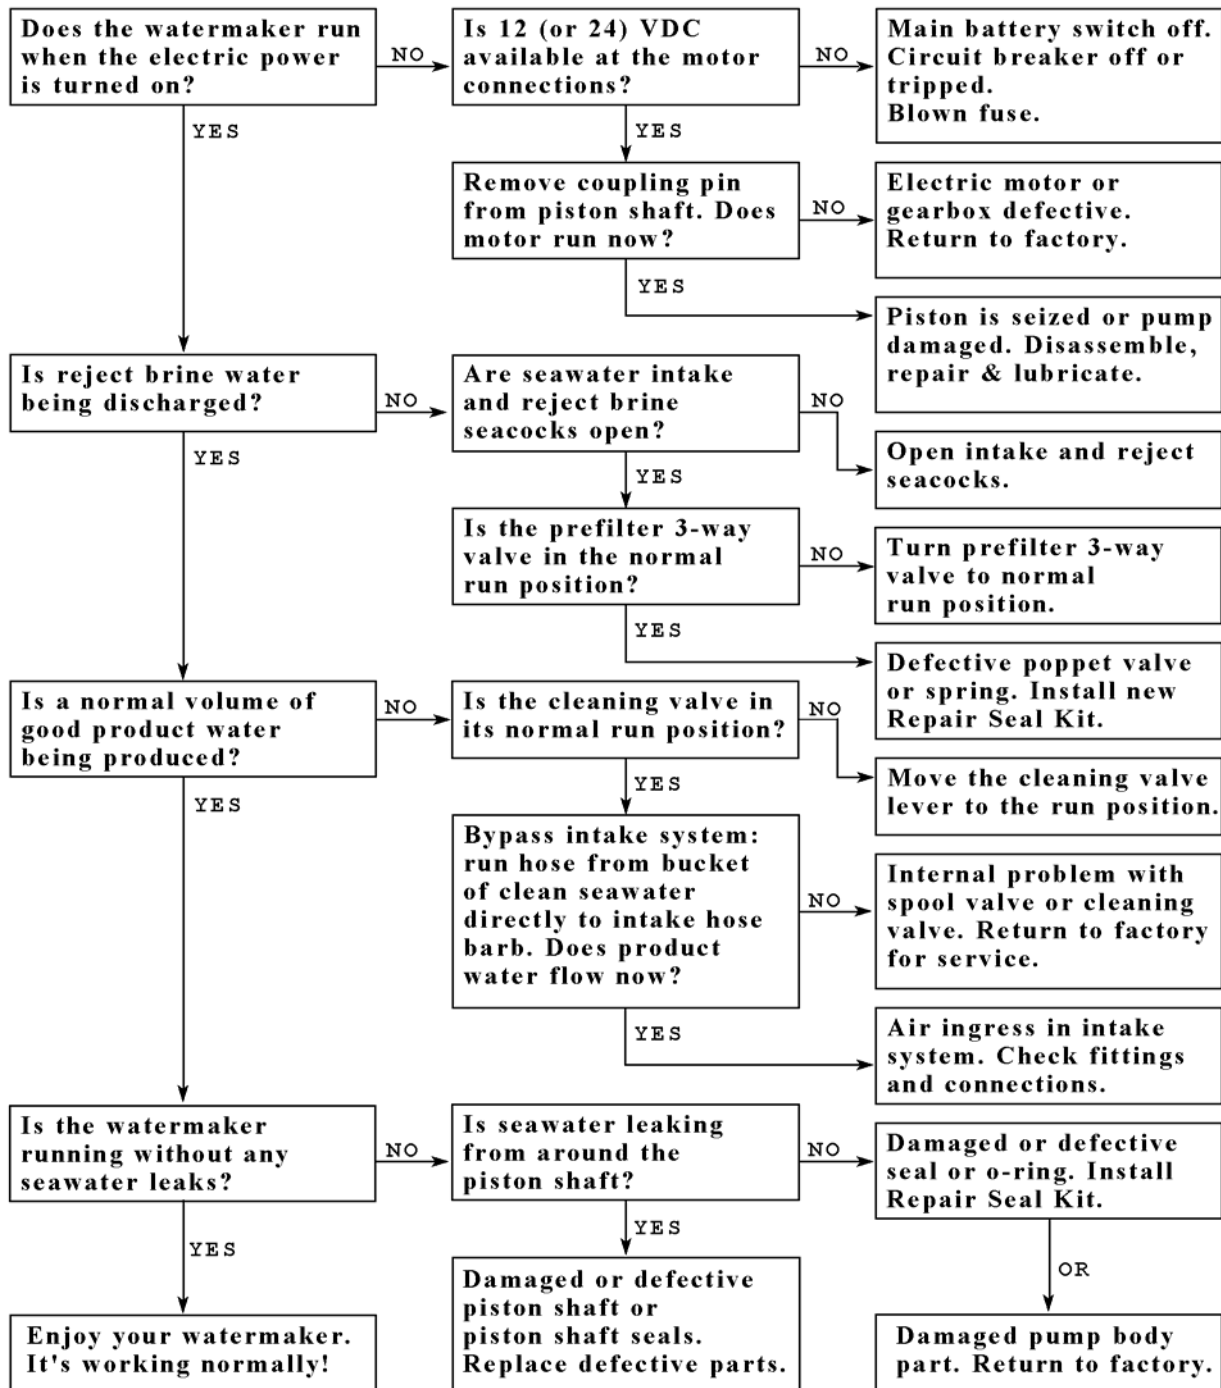 Does the watermaker run
when the electric power
is turned on?
NO
Is 12 (or 24) VDC
available at the motor
connections?
NO
Main battery switch off.
Circuit breaker off or
tripped.
Blown fuse.
YES
YES
Remove coupling pin
from piston shaft. Does
motor run now?
NO
Electric motor or
gearbox defective.
Return to factory.
YES
Piston is seized or pump
damaged. Disassemble,
repair & lubricate.
Is reject brine water
being discharged?
NO
Are seawater intake
and reject brine
seacocks open?
NO
Open intake and reject
seacocks.
YES
YES
Is the prefilter 3-way
valve in the normal
run position?
NO
Turn prefilter 3-way
valve to normal
run position.
YES
Defective poppet valve
or spring. Install new
Repair Seal Kit.
Is a normal volume of
good product water
being produced?
NO
Is the cleaning valve in
its normal run position?
NO
Move the cleaning valve
lever to the run position.
YES
YES
Bypass intake system:
run hose from bucket
of clean seawater
directly to intake hose
barb. Does product
water flow now?
NO
Internal problem with
spool valve or cleaning
valve. Return to factory
for service.
YES
Air ingress in intake
system. Check fittings
and connections.
Is the watermaker
running without any
seawater leaks?
NO
Is seawater leaking
from around the
piston shaft?
NO
Damaged or defective
seal or o-ring. Install
Repair Seal Kit.
YES
YES
OR
Enjoy your watermaker.
It's working normally!
Damaged or defective
piston shaft or
piston shaft seals.
Replace defective parts.
Damaged pump body
part. Return to factory.